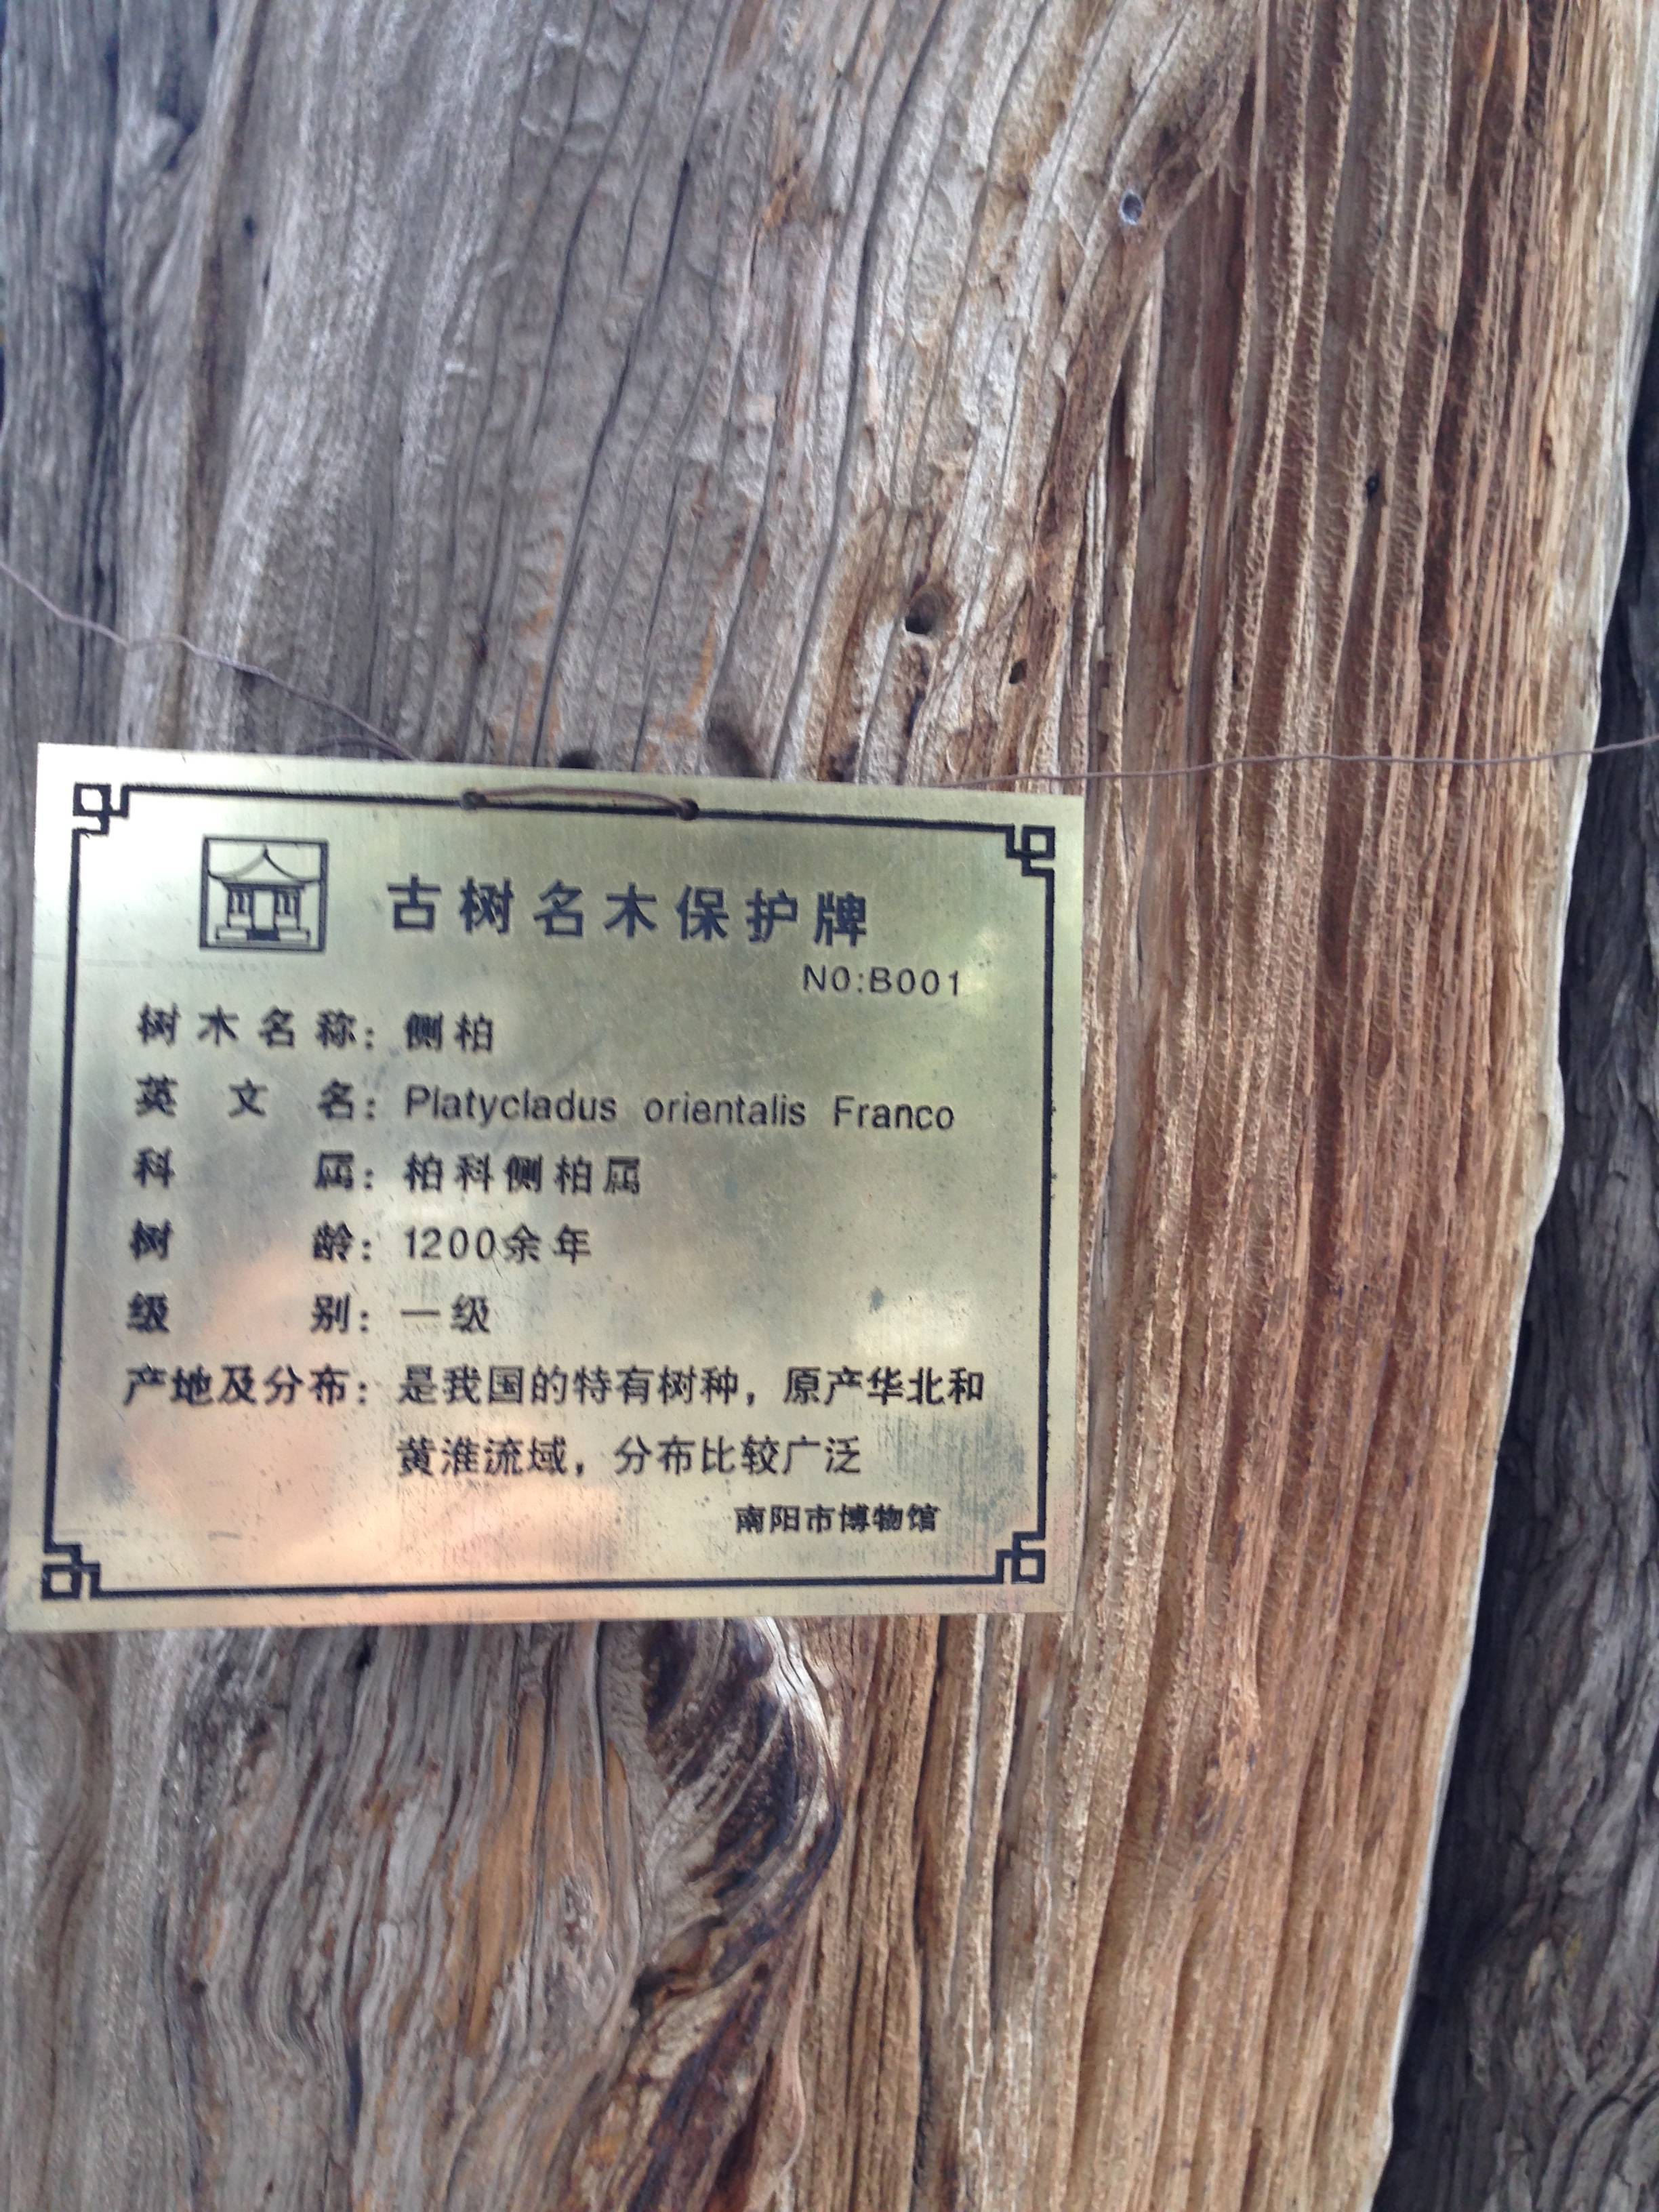 古树名木保护牌
N0:B001
树木名称：侧柏
英文名：Platycladus orientalis Franco
科属：柏科侧柏属
树龄：1200余年
级别：一级
产地及分布：是我国的特有树种，原产华北和
黄淮流域，分布比较广泛
南阳市博物馆